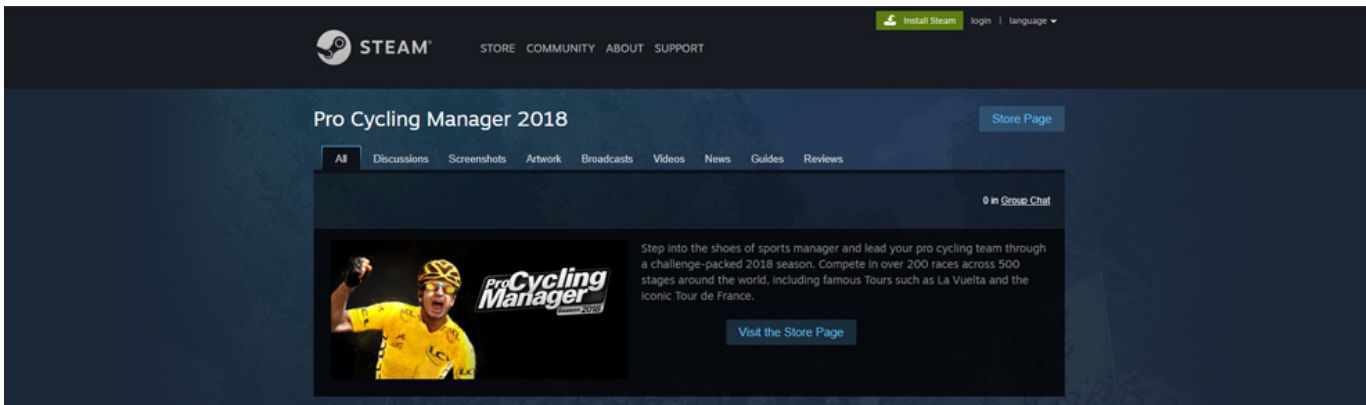 Install Steam login | language
STEAM® STORE COMMUNITY ABOUT SUPPORT
Pro Cycling Manager 2018
Store Page
All Discussions Screenshots Artwork Broadcasts Videos News Guides Reviews
0 in Group Chat
Step into the shoes of sports manager and lead your pro cycling team through
a challenge-packed 2018 season. Compete in over 200 races across 500
stages around the world, including famous Tours such as La Vuelta and the
iconic Tour de France.
Pro Cycling
Manager
Season 2018
LCL
LCL
Visit the Store Page